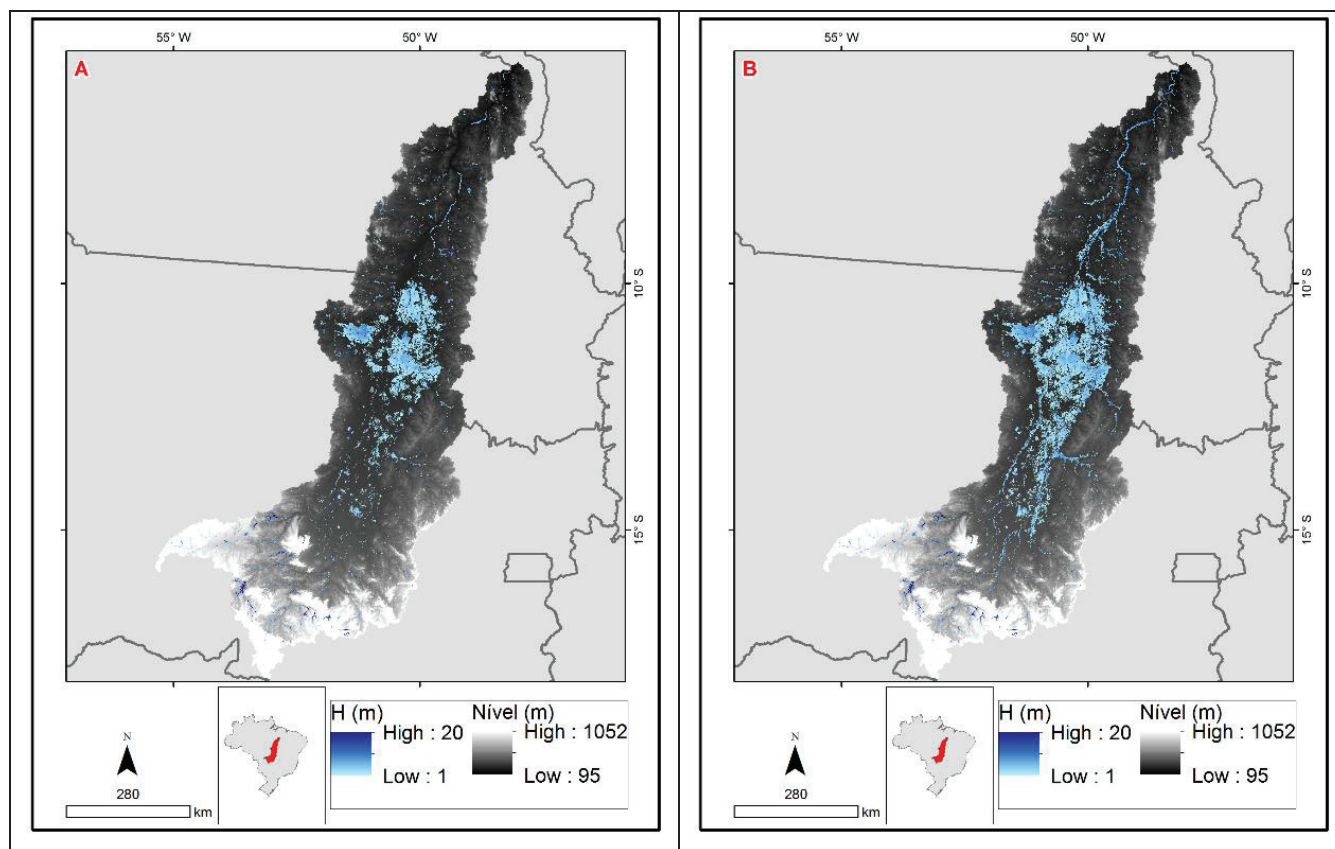 55° W 50° W
A
10° S
15° S
N
280
km
H (m)
High : 20
Low : 1
Nível (m)
High : 1052
Low : 95
55° W 50° W
B
10° S
15° S
N
280
km
H (m)
High : 20
Low : 1
Nível (m)
High : 1052
Low : 95